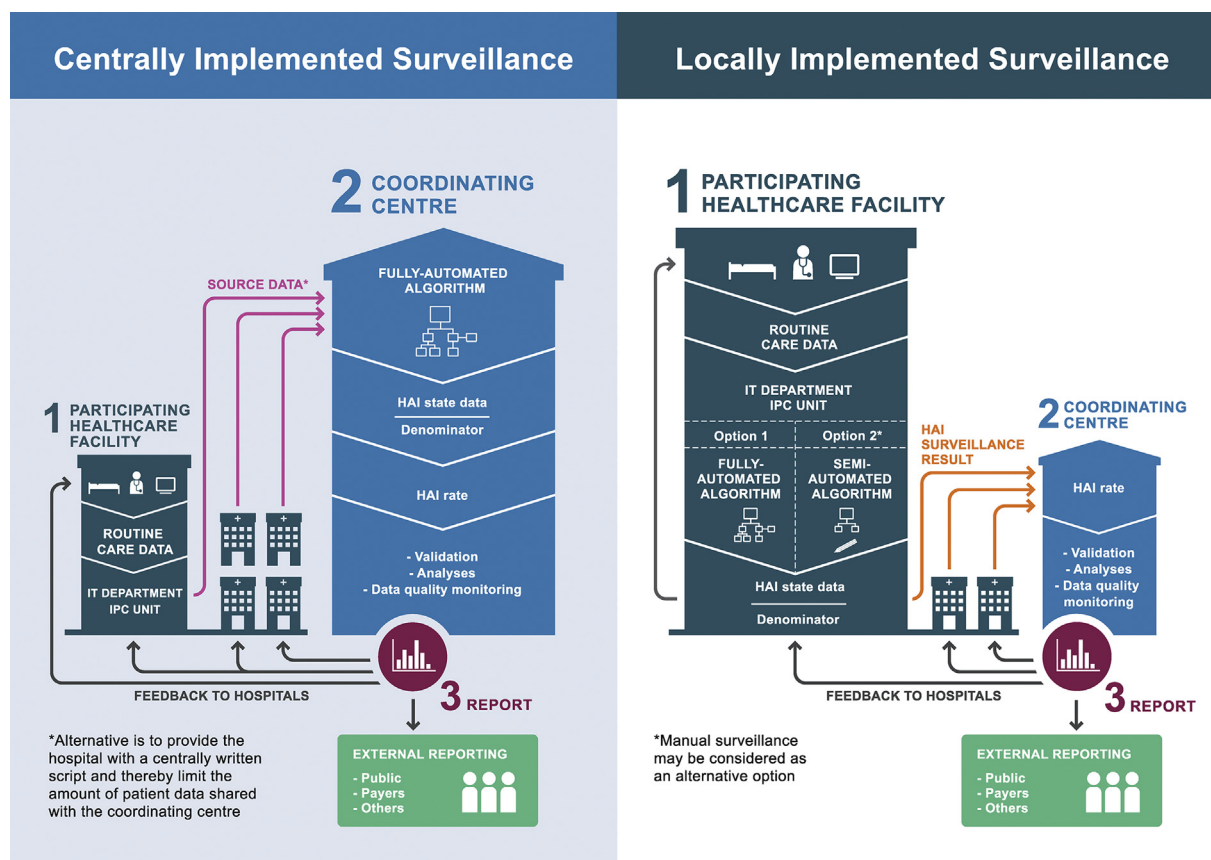 Centrally Implemented Surveillance
2 COORDINATING
CENTRE
FULLY-AUTOMATED
ALGORITHM
SOURCE DATA*
HAI state data
Denominator
HAI rate
- Validation
- Analyses
- Data quality monitoring
1 PARTICIPATING
HEALTHCARE
FACILITY
ROUTINE
CARE DATA
IT DEPARTMENT
IPC UNIT
FEEDBACK TO HOSPITALS
3 REPORT
*Alternative is to provide the
hospital with a centrally written
script and thereby limit the
amount of patient data shared
with the coordinating centre
EXTERNAL REPORTING
- Public
- Payers
- Others
Locally Implemented Surveillance
1 PARTICIPATING
HEALTHCARE FACILITY
ROUTINE
CARE DATA
IT DEPARTMENT
IPC UNIT
Option 1
FULLY-
AUTOMATED
ALGORITHM
Option 2*
SEMI-
AUTOMATED
ALGORITHM
HAI state data
Denominator
HAI
SURVEILLANCE
RESULT
2 COORDINATING
CENTRE
HAI rate
- Validation
- Analyses
- Data quality
monitoring
FEEDBACK TO HOSPITALS
3 REPORT
*Manual surveillance
may be considered as
an alternative option
EXTERNAL REPORTING
- Public
- Payers
- Others